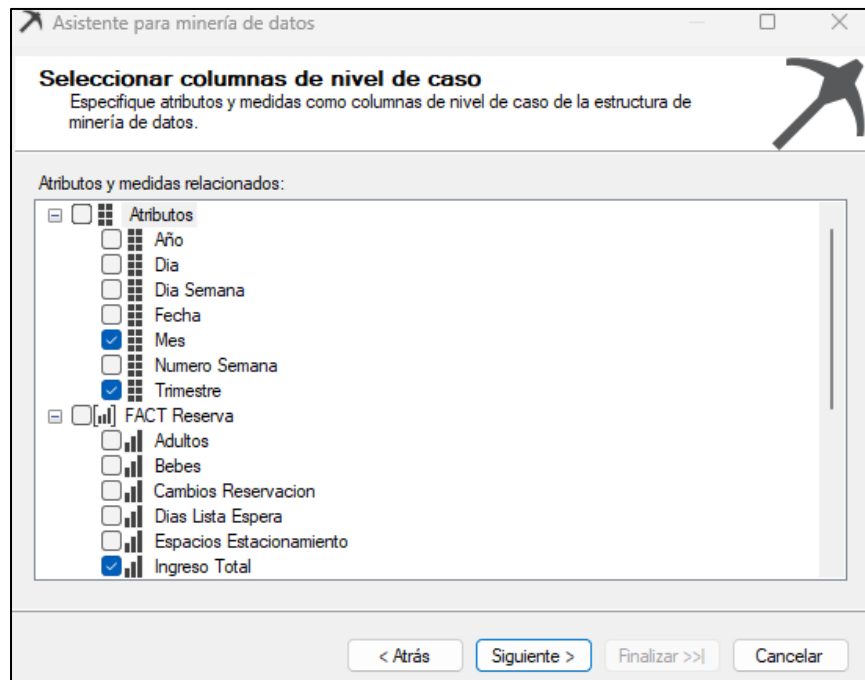 Asistente para minería de datos
Seleccionar columnas de nivel de caso
Especifique atributos y medidas como columnas de nivel de caso de la estructura de
minería de datos.
Atributos y medidas relacionados:
Atributos
Año
Dia
Dia Semana
Fecha
Mes
Numero Semana
Trimestre
FACT Reserva
Adultos
Bebes
Cambios Reservacion
Dias Lista Espera
Espacios Estacionamiento
Ingreso Total
< Atrás
Siguiente >
Finalizar >>|
Cancelar